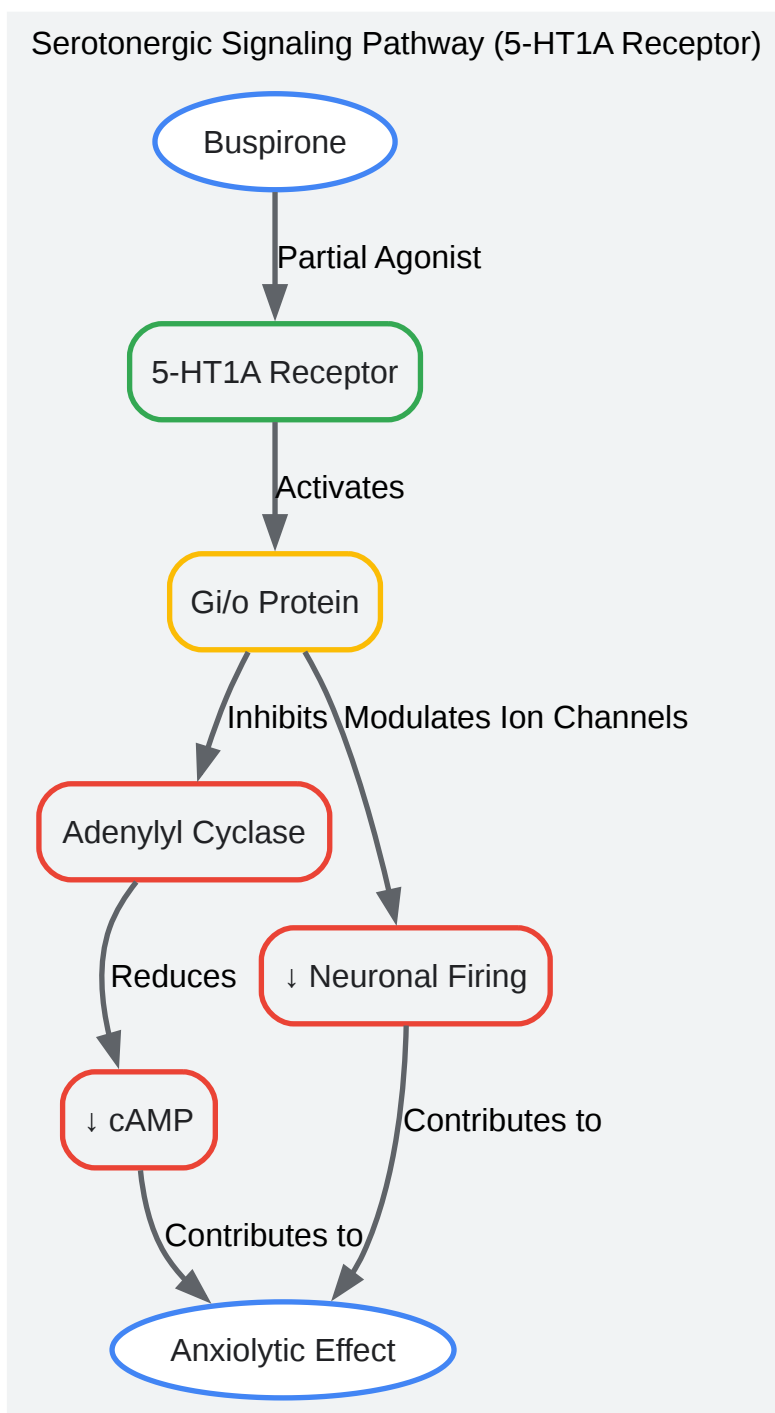 Serotonergic Signaling Pathway (5-HT1A Receptor)
Buspirone
Partial Agonist
5-HT1A Receptor
Activates
Gi/o Protein
Inhibits
Modulates Ion Channels
Adenylyl Cyclase
Reduces
↓ Neuronal Firing
↓ cAMP
Contributes to
Contributes to
Anxiolytic Effect